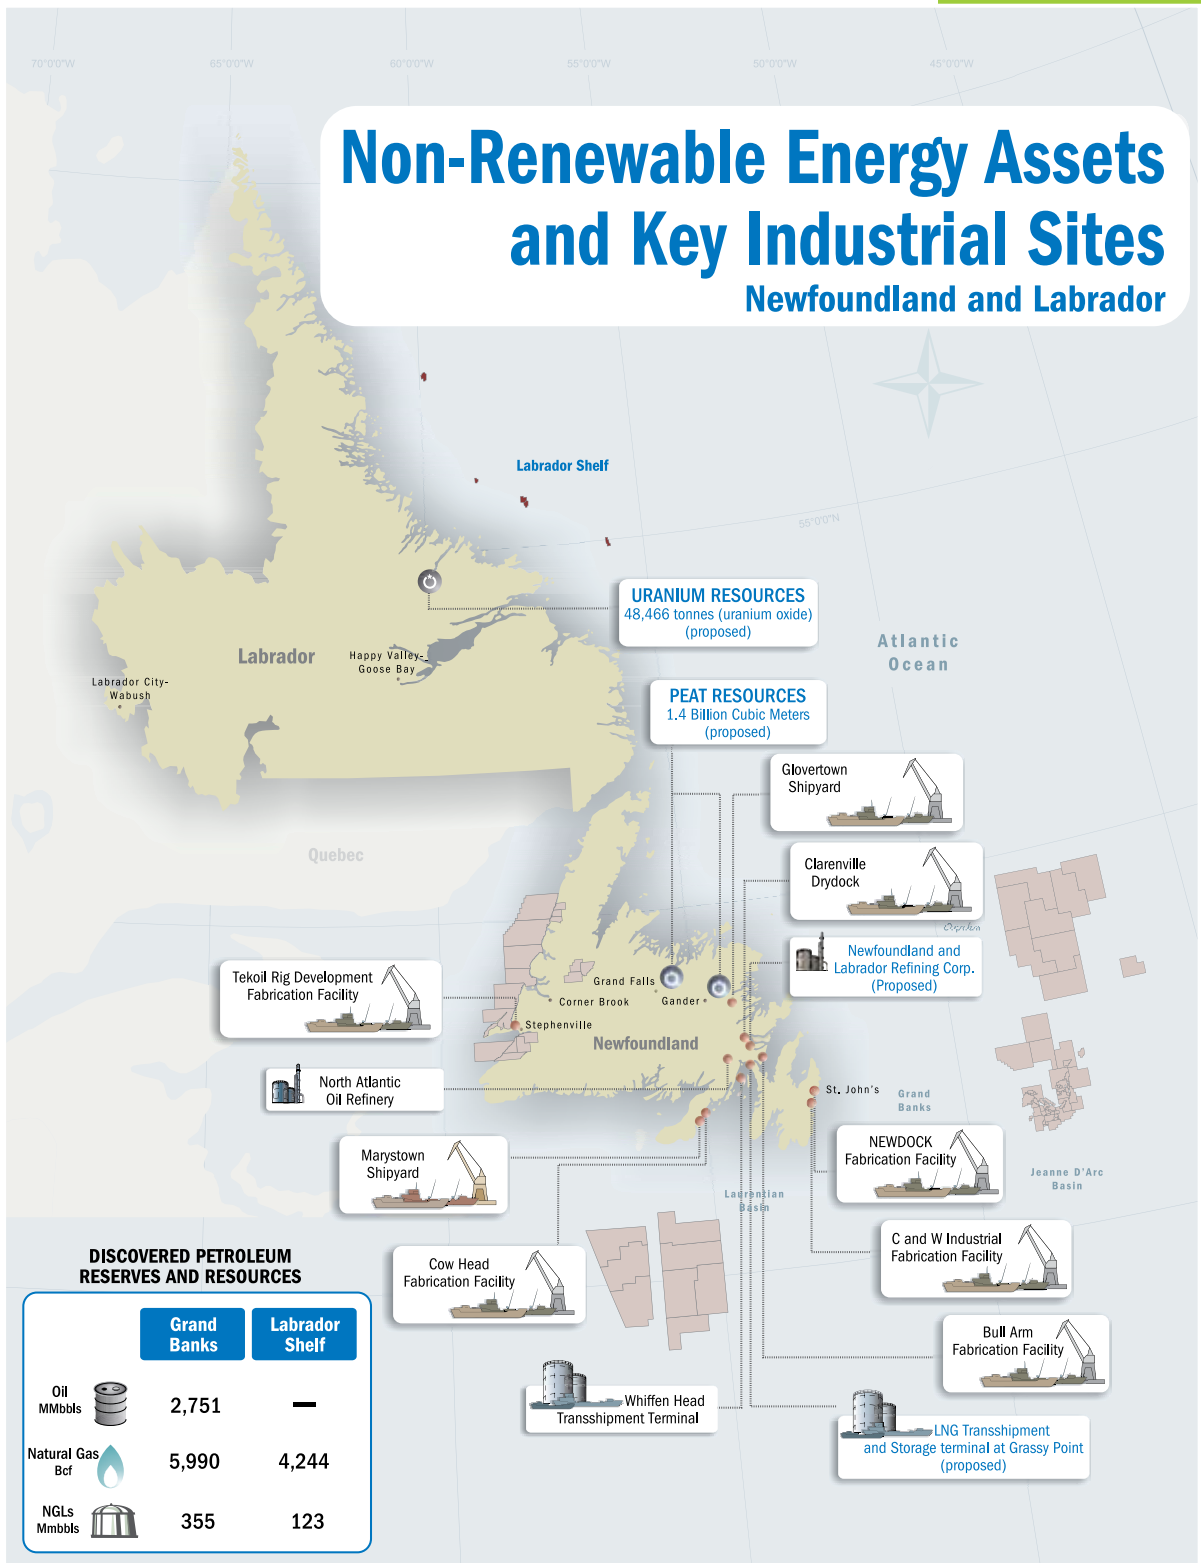 70°0'0"W
65°0'0"W
60°0'0"W
55°0'0"W
50°0'0"W
45°0'0"W
Non-Renewable Energy Assets
and Key Industrial Sites
Newfoundland and Labrador
Labrador Shelf
55°0'0"N
URANIUM RESOURCES
48,466 tonnes (uranium oxide)
(proposed)
Atlantic
Ocean
Labrador
Happy Valley-
Goose Bay
Labrador City-
Wabush
PEAT RESOURCES
1.4 Billion Cubic Meters
(proposed)
Glovertown
Shipyard
Quebec
Clarenville
Drydock
Newfoundland and
Labrador Refining Corp.
(Proposed)
Tekoil Rig Development
Fabrication Facility
Grand Falls
Corner Brook
Gander
Stephenville
Newfoundland
North Atlantic
Oil Refinery
St. John's
Grand
Banks
Marystown
Shipyard
NEWDOCK
Fabrication Facility
Jeanne D'Arc
Basin
Laurentian
Basin
C and W Industrial
Fabrication Facility
Cow Head
Fabrication Facility
Bull Arm
Fabrication Facility
Whiffen Head
Transshipment Terminal
LNG Transshipment
and Storage terminal at Grassy Point
(proposed)
DISCOVERED PETROLEUM
RESERVES AND RESOURCES
Grand
Banks
Labrador
Shelf
Oil
MMbbls
2,751
—
Natural Gas
Bcf
5,990
4,244
NGLs
Mmbbls
355
123